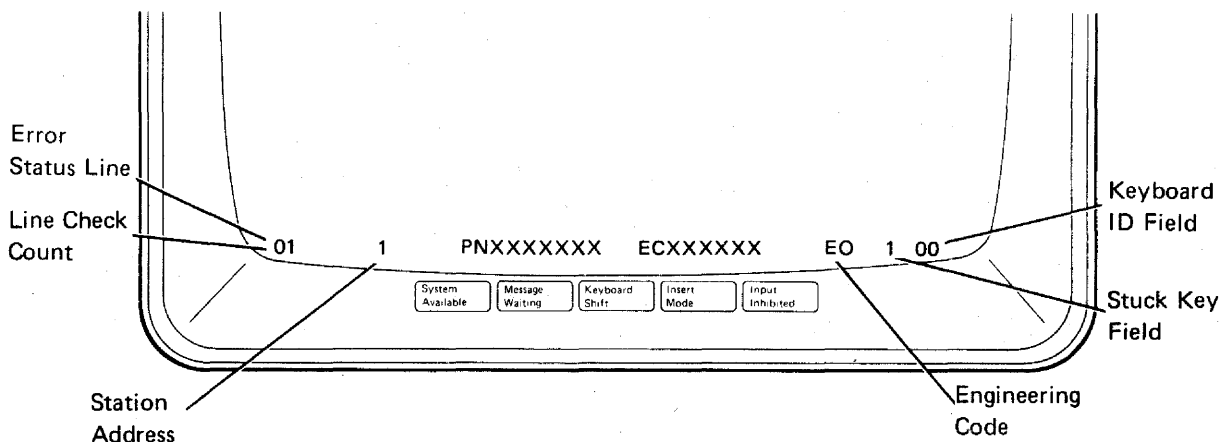 Error
Status Line
Line Check
Count
01 1 PNXXXXXXX ECXXXXXX EO 1 00
Keyboard
ID Field
System
Available
Message
Waiting
Keyboard
Shift
Insert
Mode
Input
Inhibited
Stuck Key
Field
Station
Address
Engineering
Code